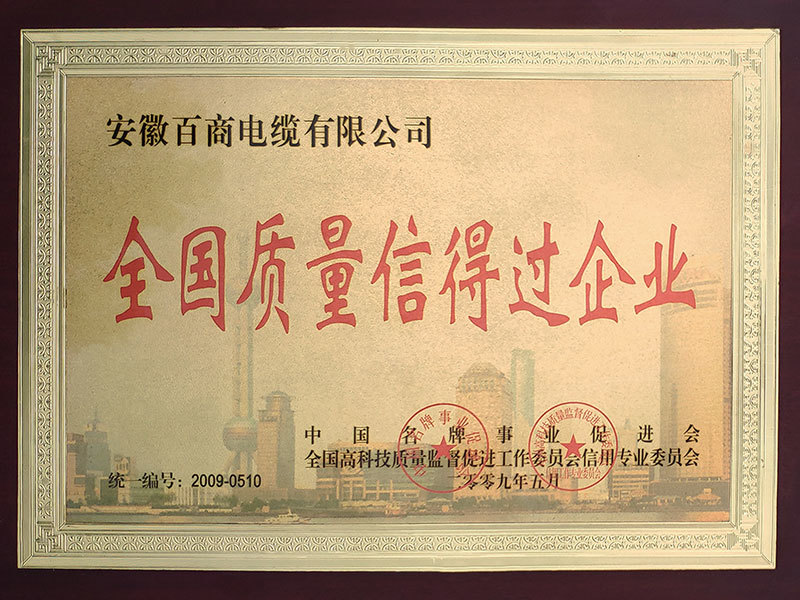 安徽百商电缆有限公司
全国质量信得过企业
中国名牌事业促进会
全国高科技质量监督促进工作委员会信用专业委员会
统一编号：2009-0510
二零零九年五月